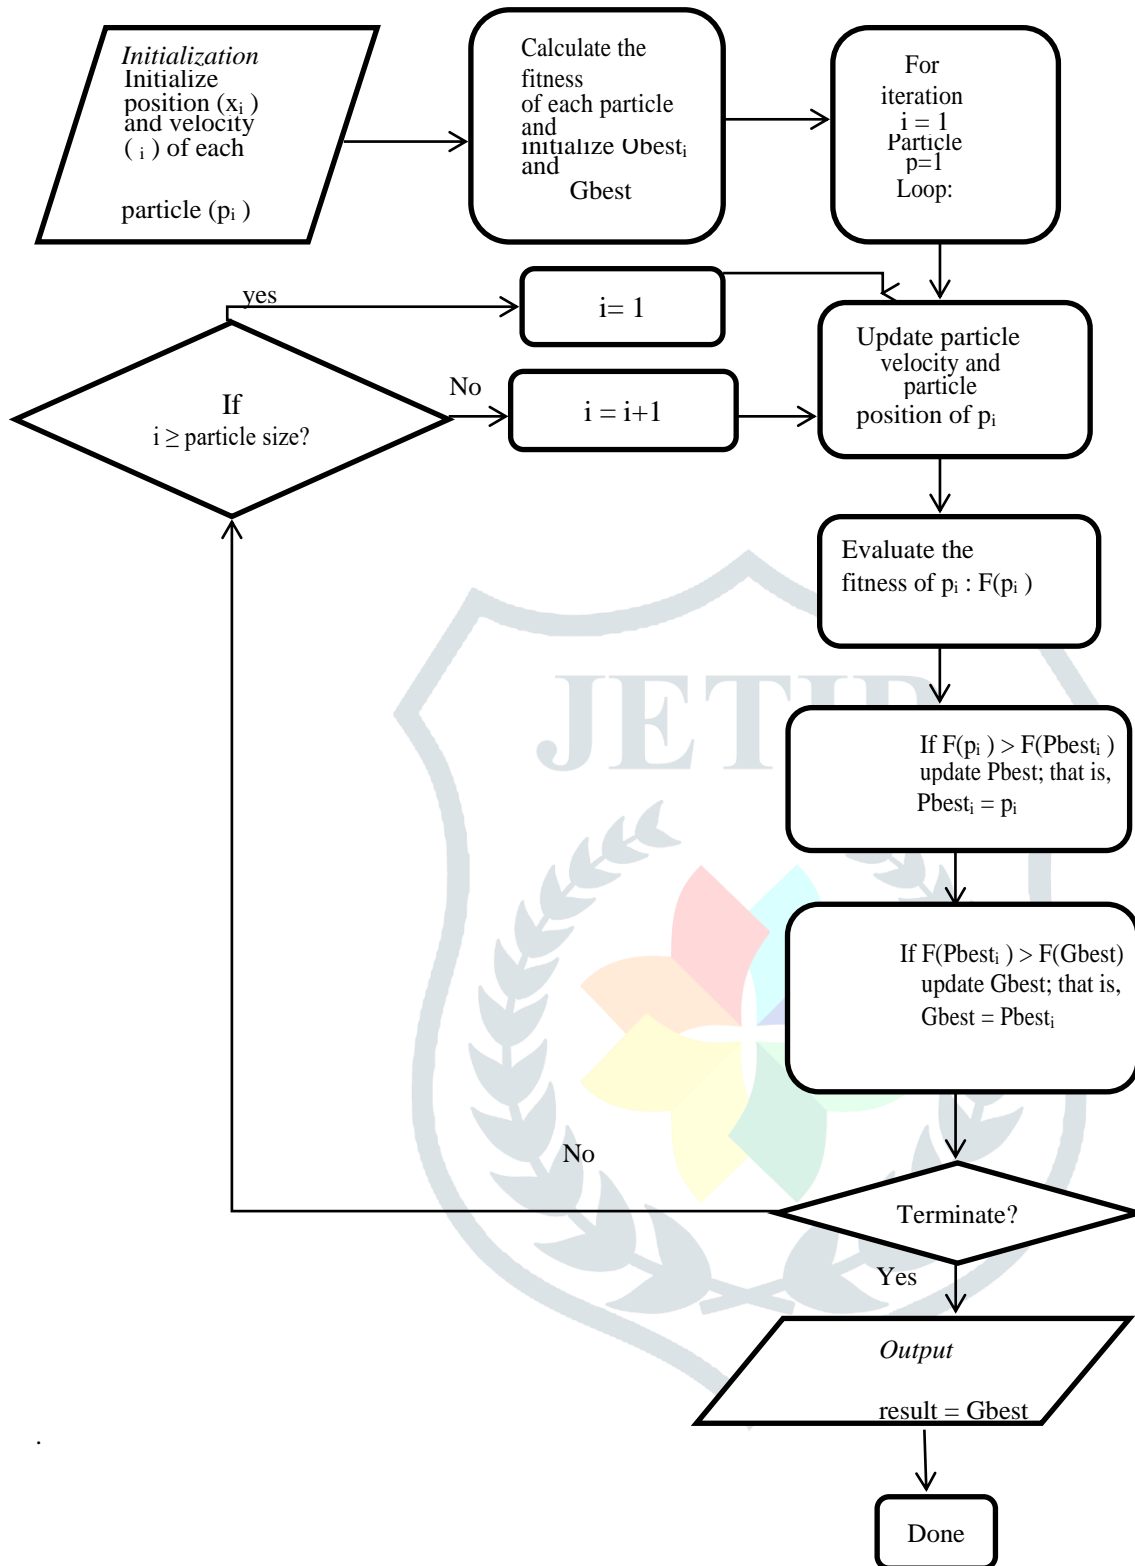 Initialization
Initialize
position (xᵢ )
and velocity
( ᵢ ) of each
particle (pᵢ )
Calculate the
fitness
of each particle
and
initialize Obestᵢ
and
Gbest
For
iteration
i = 1
Particle
p=1
Loop:
yes
i= 1
Update particle
velocity and
particle
position of pᵢ
If
i ≥ particle size?
No
i = i+1
Evaluate the
fitness of pᵢ : F(pᵢ )
JETIR
If F(pᵢ ) > F(Pbestᵢ )
update Pbest; that is,
Pbestᵢ = pᵢ
If F(Pbestᵢ ) > F(Gbest)
update Gbest; that is,
Gbest = Pbestᵢ
No
Terminate?
Yes
Output
result = Gbest
.
Done